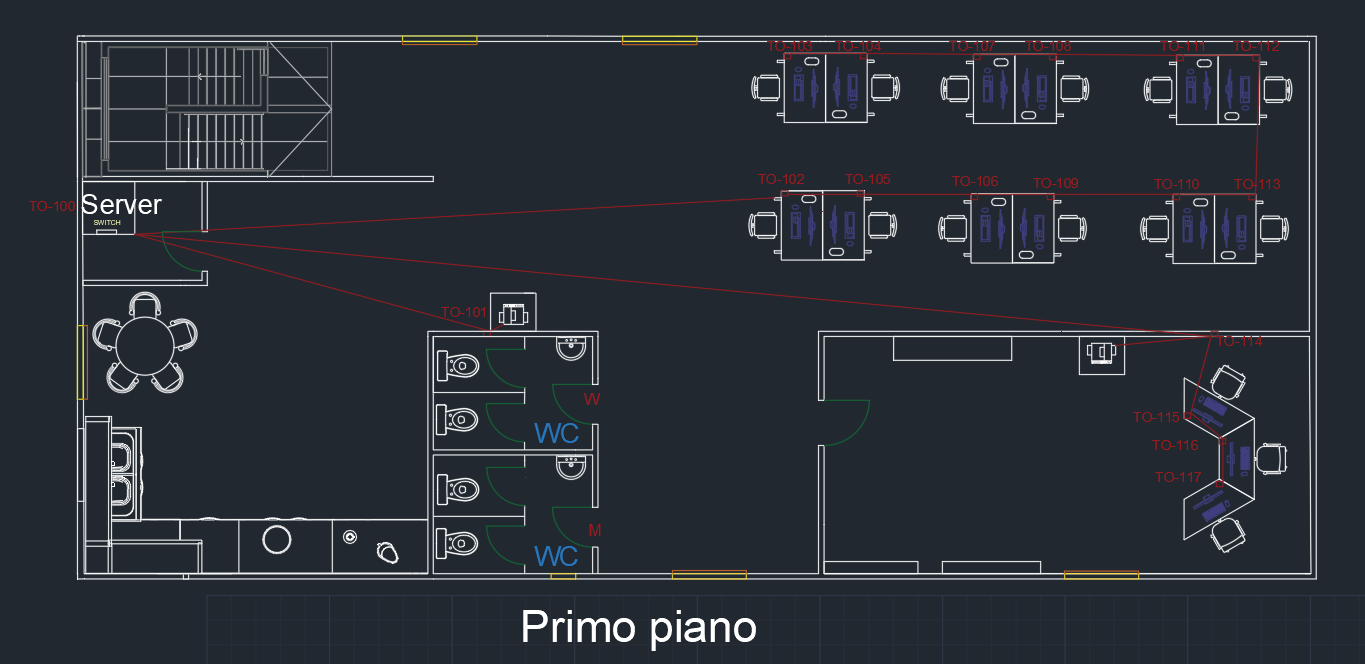 TO-103 TO-104 TO-107 TO-108 TO-111 TO-112
TO-102 TO-105 TO-106 TO-109 TO-110 TO-113
TO-100 Server
SWITCH
TO-101
TO-114
W
TO-115
WC
TO-116
TO-117
M
WC
Primo piano